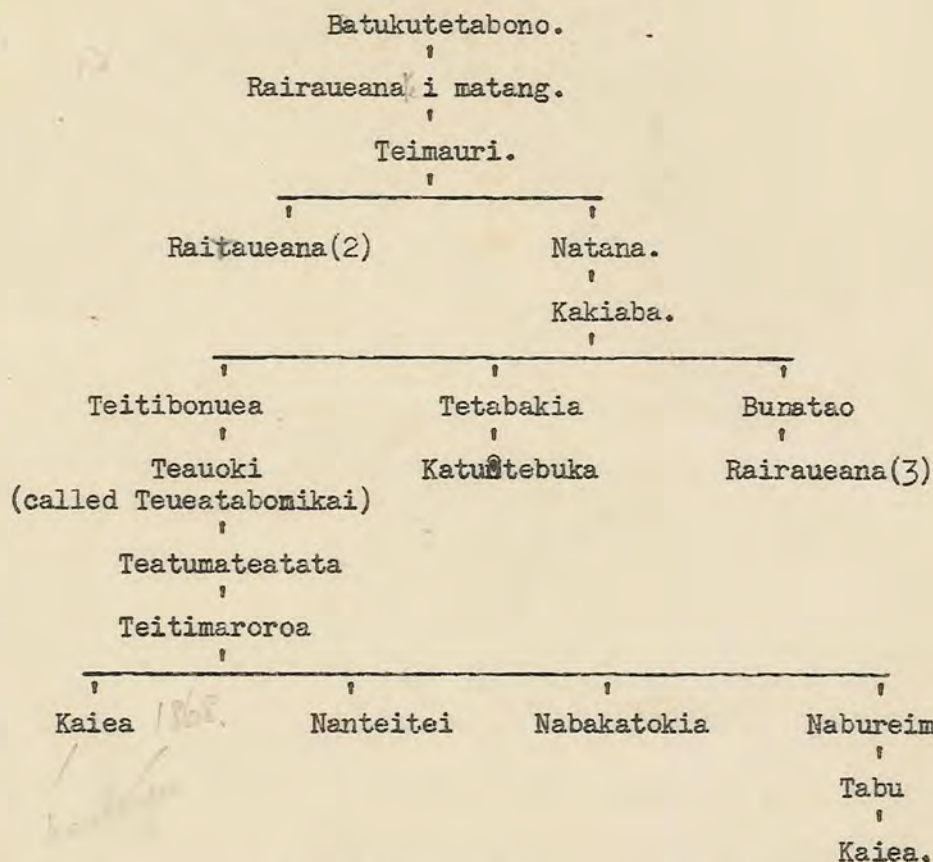 Batukutetabono.
Rairaueana i matang.
Teimauri.
Raitaueana(2) Natana.
Kakiaba.
Teitibonuea Tetabakia Bunatao
Teauoki Rairaueana(3)
(called Teueatabomikai)
Teatumateatata
Teitimaroroa
Kaiea 1868. Nanteitei Nabakatokia Nabureim
Tabu
Kaiea.